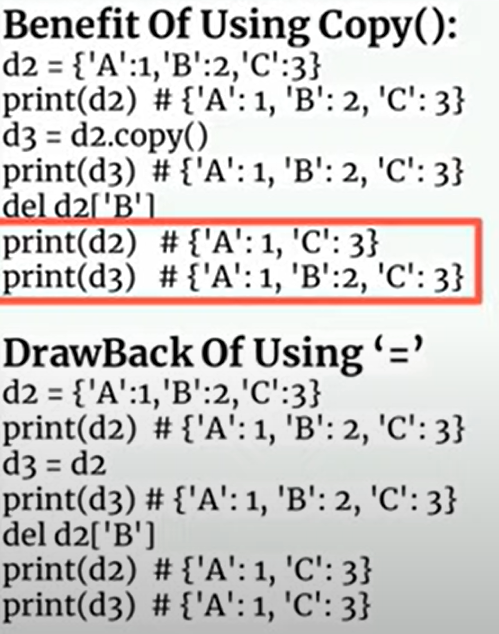 Benefit Of Using Copy():
d2 = {'A':1,'B':2,'C':3}
print(d2) # {'A': 1, 'B': 2, 'C': 3}
d3 = d2.copy()
print(d3) # {'A': 1, 'B': 2, 'C': 3}
del d2['B']
print(d2) # {'A': 1, 'C': 3}
print(d3) # {'A': 1, 'B':2, 'C': 3}
DrawBack Of Using ‘=’
d2 = {'A':1,'B':2,'C':3}
print(d2) # {'A': 1, 'B': 2, 'C': 3}
d3 = d2
print(d3) # {'A': 1, 'B': 2, 'C': 3}
del d2['B']
print(d2) # {'A': 1, 'C': 3}
print(d3) # {'A': 1, 'C': 3}